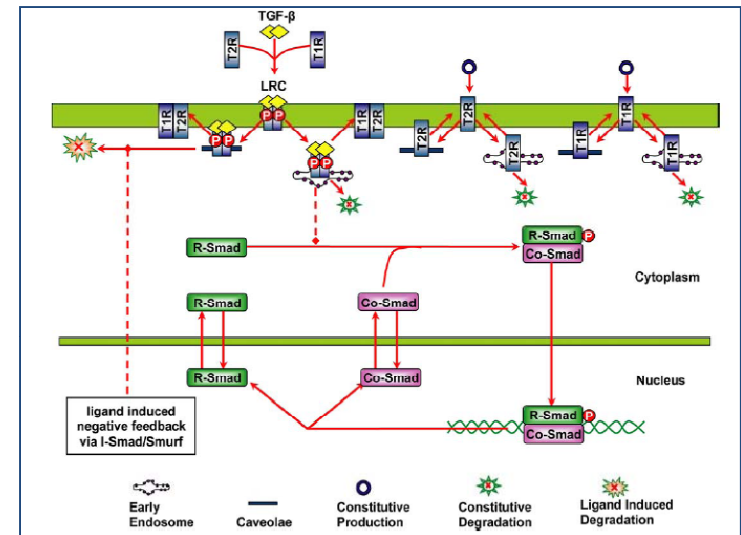 TGF-β
T2R
T1R
LRC
P P
T1R
T2R
P P
P P
T1R
T2R
T2R
T2R
T2R
T1R
T1R
T1R
R-Smad
R-Smad
P
Co-Smad
Cytoplasm
R-Smad
Co-Smad
R-Smad
Co-Smad
Nucleus
ligand induced
negative feedback
via I-Smad/Smurf
R-Smad
P
Co-Smad
Early
Endosome
Caveolae
Constitutive
Production
Constitutive
Degradation
Ligand Induced
Degradation